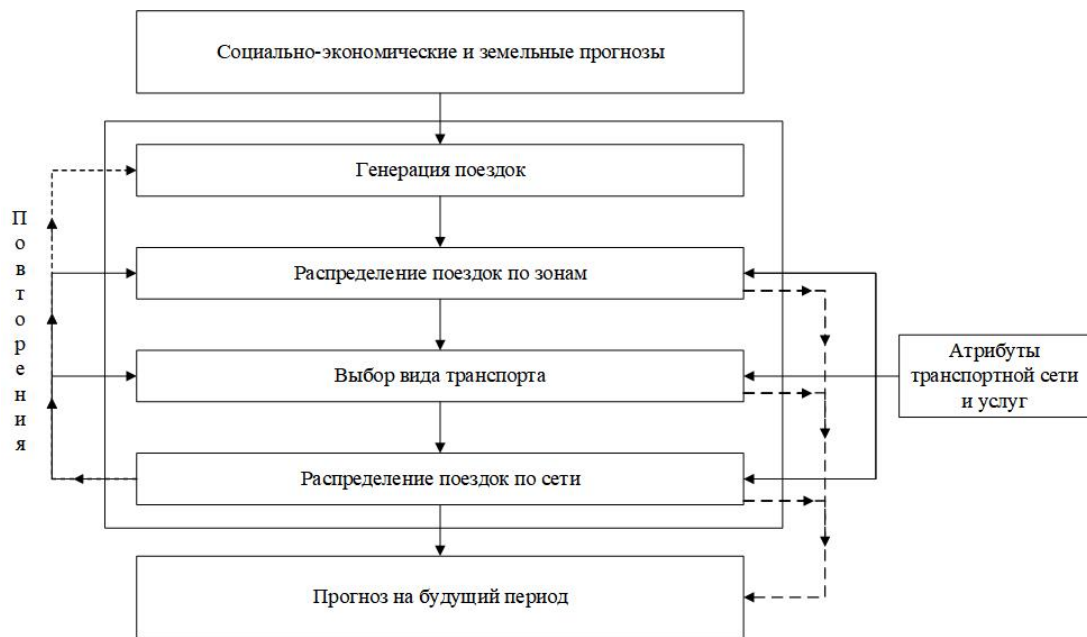 Социально-экономические и земельные прогнозы
Генерация поездок
Повторения
Распределение поездок по зонам
Выбор вида транспорта
Атрибуты
транспортной сети
и услуг
Распределение поездок по сети
Прогноз на будущий период